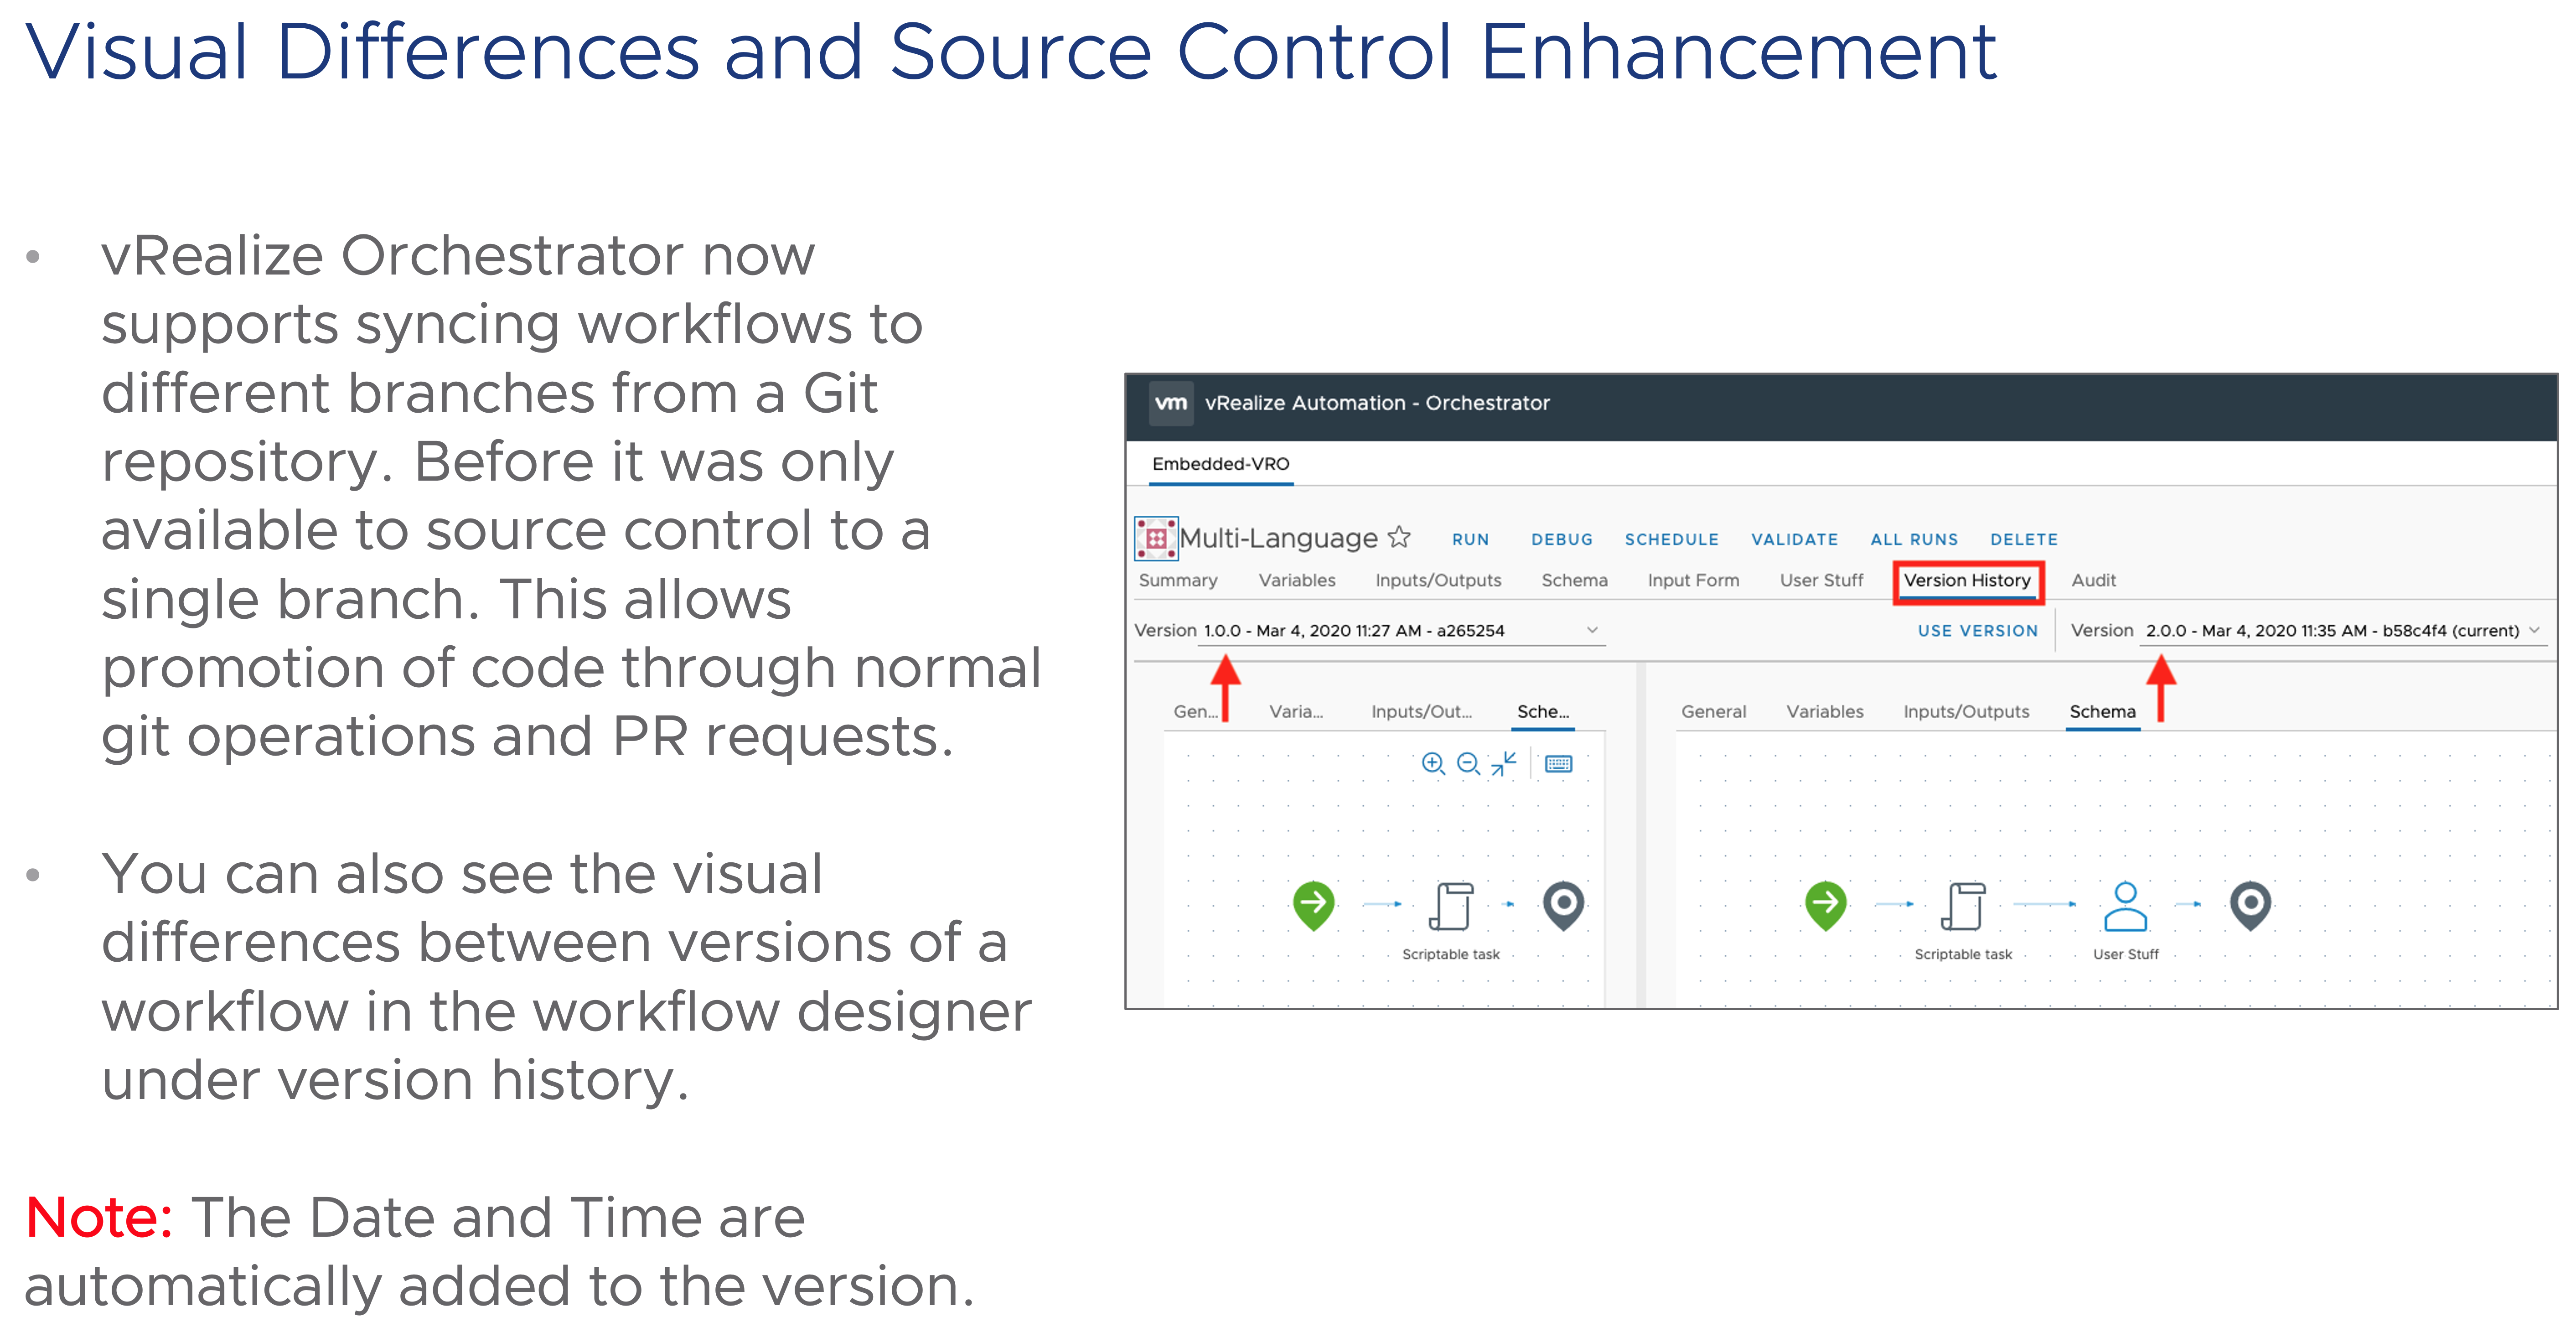 Visual Differences and Source Control Enhancement
• vRealize Orchestrator now
supports syncing workflows to
different branches from a Git
repository. Before it was only
available to source control to a
single branch. This allows
promotion of code through normal
git operations and PR requests.
• You can also see the visual
differences between versions of a
workflow in the workflow designer
under version history.
Note: The Date and Time are
automatically added to the version.
vm vRealize Automation - Orchestrator
Embedded-VRO
Multi-Language RUN DEBUG SCHEDULE VALIDATE ALL RUNS DELETE
Summary Variables Inputs/Outputs Schema Input Form User Stuff Version History Audit
Version 1.0.0 - Mar 4, 2020 11:27 AM - a265254 USE VERSION Version 2.0.0 - Mar 4, 2020 11:35 AM - b58c4f4 (current)
Gen... Varia... Inputs/Out... Sche... General Variables Inputs/Outputs Schema
Scriptable task Scriptable task User Stuff